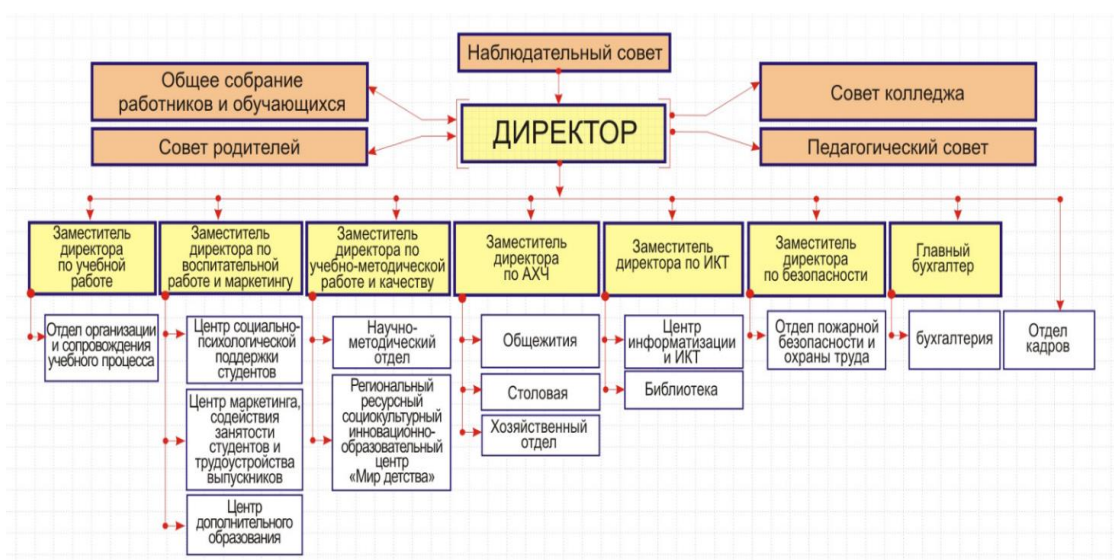 Наблюдательный совет
Общее собрание
работников и обучающихся
Совет родителей
ДИРЕКТОР
Совет колледжа
Педагогический совет
Заместитель
директора
по учебной
работе
Заместитель
директора по
воспитательной
работе и маркетингу
Заместитель
директора по
учебно-методической
работе и качеству
Заместитель
директора
по АХЧ
Заместитель
директора по ИКТ
Заместитель
директора
по безопасности
Главный
бухгалтер
Отдел организации
и сопровождения
учебного процесса
Центр социально-
психологической
поддержки
студентов
Центр маркетинга,
содействия
занятости
студентов и
трудоустройства
выпускников
Центр
дополнительного
образования
Научно-
методический
отдел
Региональный
ресурсный
социокультурный
инновационно-
образовательный
центр
«Мир детства»
Общежития
Столовая
Хозяйственный
отдел
Центр
информатизации
и ИКТ
Библиотека
Отдел пожарной
безопасности и
охраны труда
бухгалтерия
Отдел
кадров